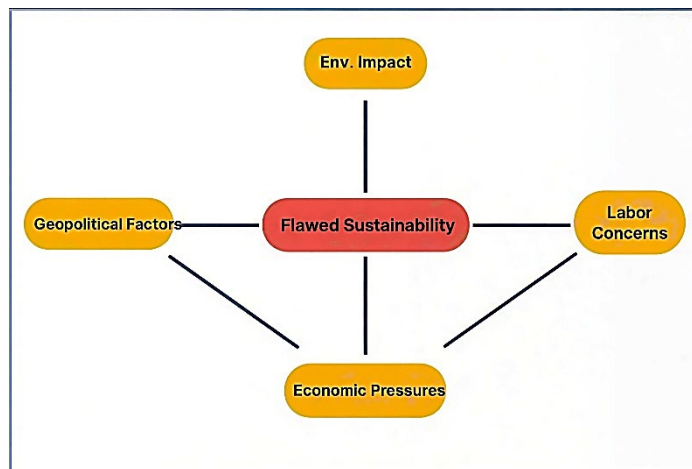 Env. Impact
Geopolitical Factors
Flawed Sustainability
Labor
Concerns
Economic Pressures